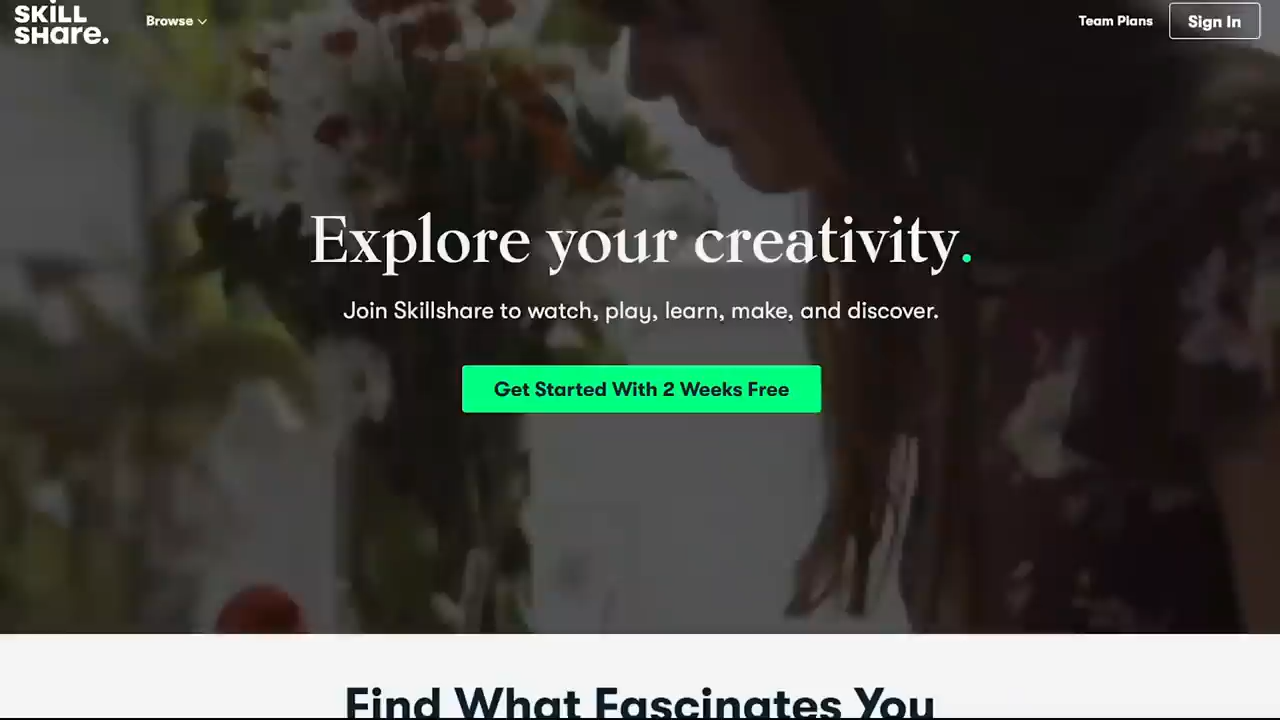 SKILL
SHare.
Browse
Team Plans
Sign In
Explore your creativity.
Join Skillshare to watch, play, learn, make, and discover.
Get Started With 2 Weeks Free
Find What Fascinates You